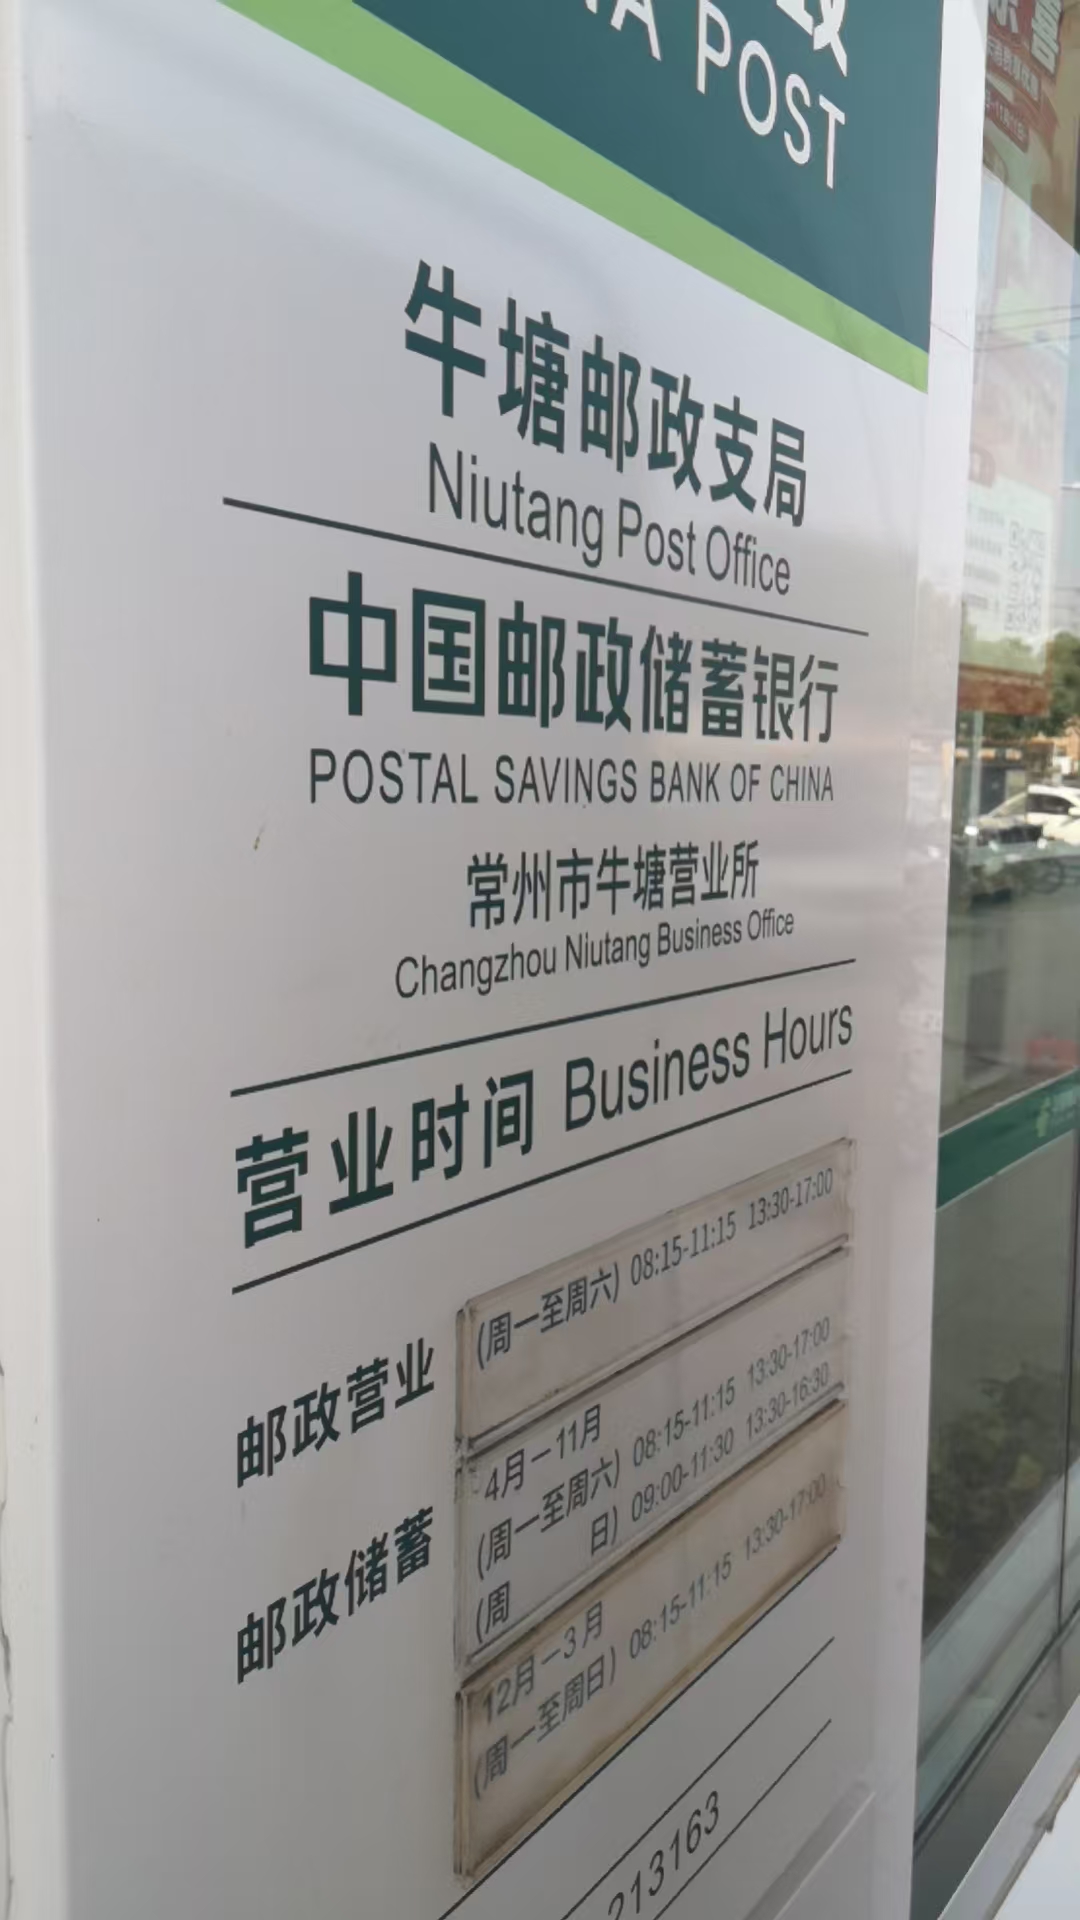 POST
牛塘邮政支局
Niutang Post Office
中国邮政储蓄银行
POSTAL SAVINGS BANK OF CHINA
常州市牛塘营业所
Changzhou Niutang Business Office
营业时间 Business Hours
邮政营业
(周一至周六) 08:15-11:15 13:30-17:00
邮政储蓄
4月－11月
(周一至周六) 08:15-11:15 13:30-17:00
(周 日) 09:00-11:30 13:30-16:30
12月－3月
(周一至周日) 08:15-11:15 13:30-17:00
213163